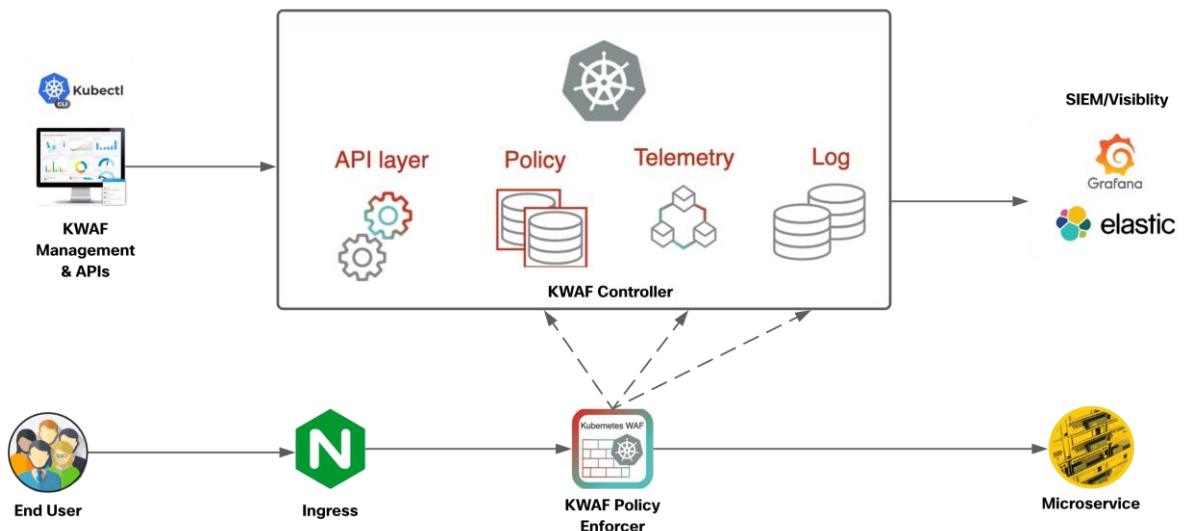 Kubectl
CLI
KWAF
Management
& APIs
API layer
Policy
Telemetry
Log
KWAF Controller
SIEM/Visiblity
Grafana
elastic
End User
N
Ingress
Kubernetes WAF
KWAF Policy
Enforcer
Microservice